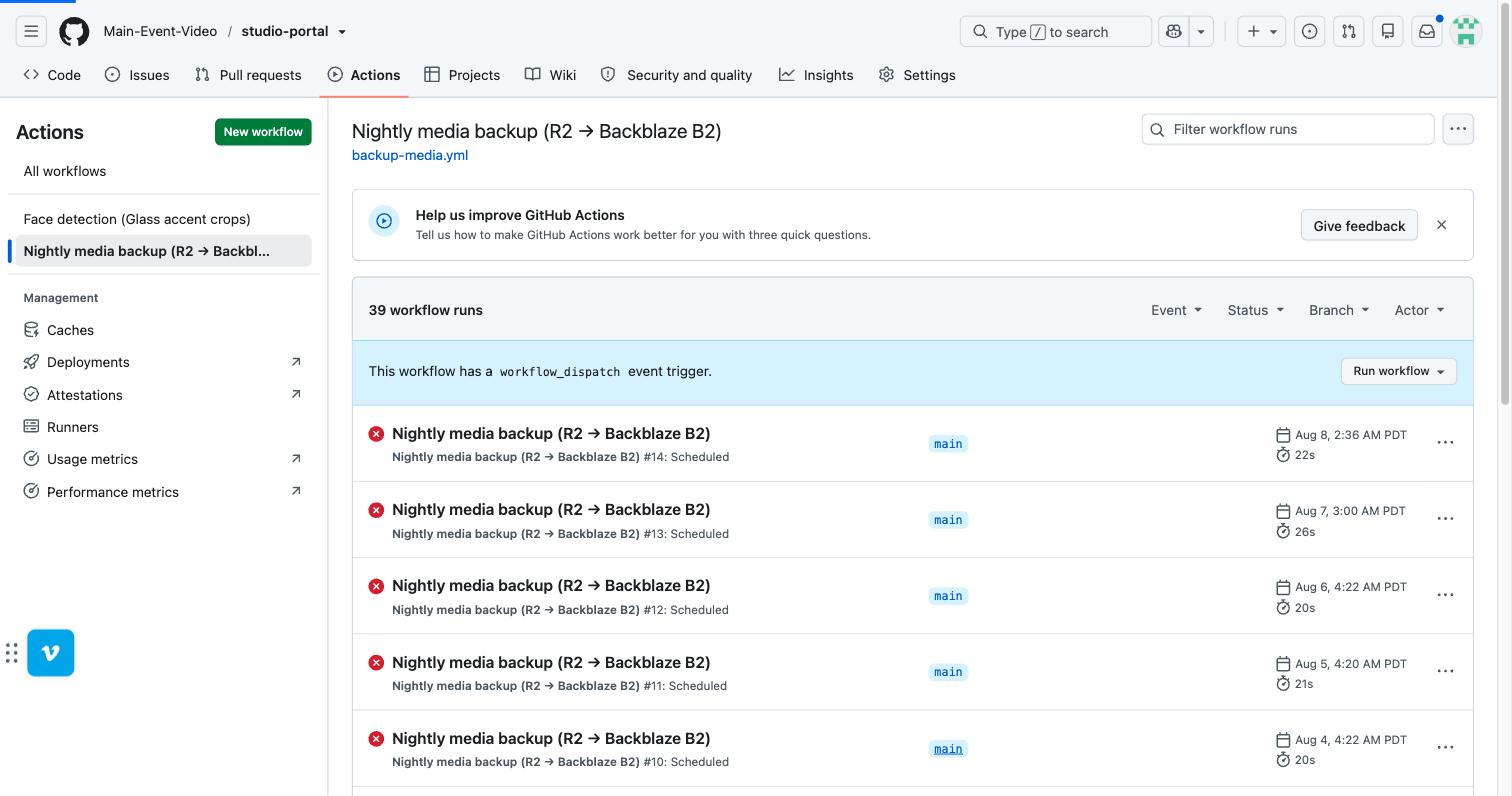 Main-Event-Video / studio-portal
Type / to search
Code
Issues
Pull requests
Actions
Projects
Wiki
Security and quality
Insights
Settings
Actions
New workflow
All workflows
Face detection (Glass accent crops)
Nightly media backup (R2 → Backbl...
Management
Caches
Deployments
Attestations
Runners
Usage metrics
Performance metrics
Nightly media backup (R2 → Backblaze B2)
backup-media.yml
Filter workflow runs
Help us improve GitHub Actions
Tell us how to make GitHub Actions work better for you with three quick questions.
Give feedback
39 workflow runs
Event
Status
Branch
Actor
This workflow has a workflow_dispatch event trigger.
Run workflow
Nightly media backup (R2 → Backblaze B2)
Nightly media backup (R2 → Backblaze B2) #14: Scheduled
main
Aug 8, 2:36 AM PDT
22s
Nightly media backup (R2 → Backblaze B2)
Nightly media backup (R2 → Backblaze B2) #13: Scheduled
main
Aug 7, 3:00 AM PDT
26s
Nightly media backup (R2 → Backblaze B2)
Nightly media backup (R2 → Backblaze B2) #12: Scheduled
main
Aug 6, 4:22 AM PDT
20s
Nightly media backup (R2 → Backblaze B2)
Nightly media backup (R2 → Backblaze B2) #11: Scheduled
main
Aug 5, 4:20 AM PDT
21s
Nightly media backup (R2 → Backblaze B2)
Nightly media backup (R2 → Backblaze B2) #10: Scheduled
main
Aug 4, 4:22 AM PDT
20s